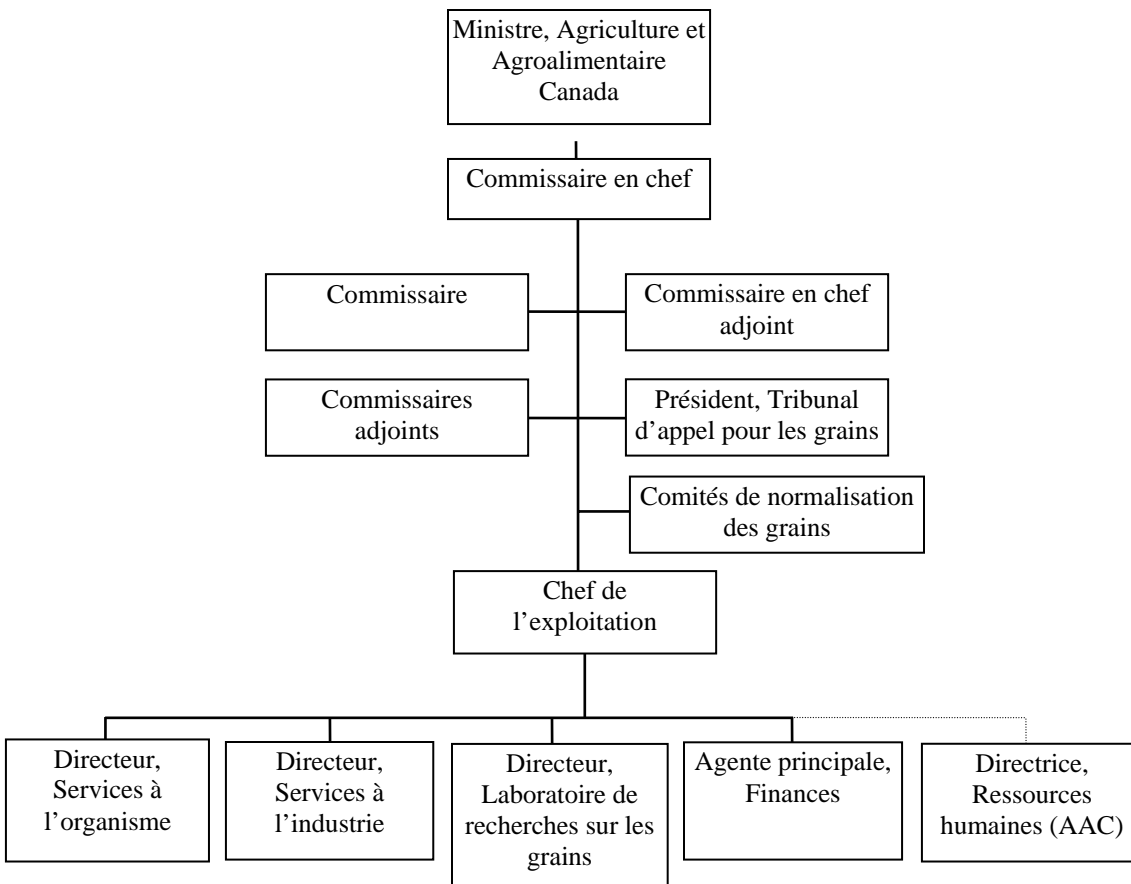 Ministre, Agriculture et
Agroalimentaire
Canada
Commissaire en chef
Commissaire
Commissaire en chef
adjoint
Commissaires
adjoints
Président, Tribunal
d’appel pour les grains
Comités de normalisation
des grains
Chef de
l’exploitation
Directeur,
Services à
l’organisme
Directeur,
Services à
l’industrie
Directeur,
Laboratoire de
recherches sur les
grains
Agente principale,
Finances
Directrice,
Ressources
humaines (AAC)